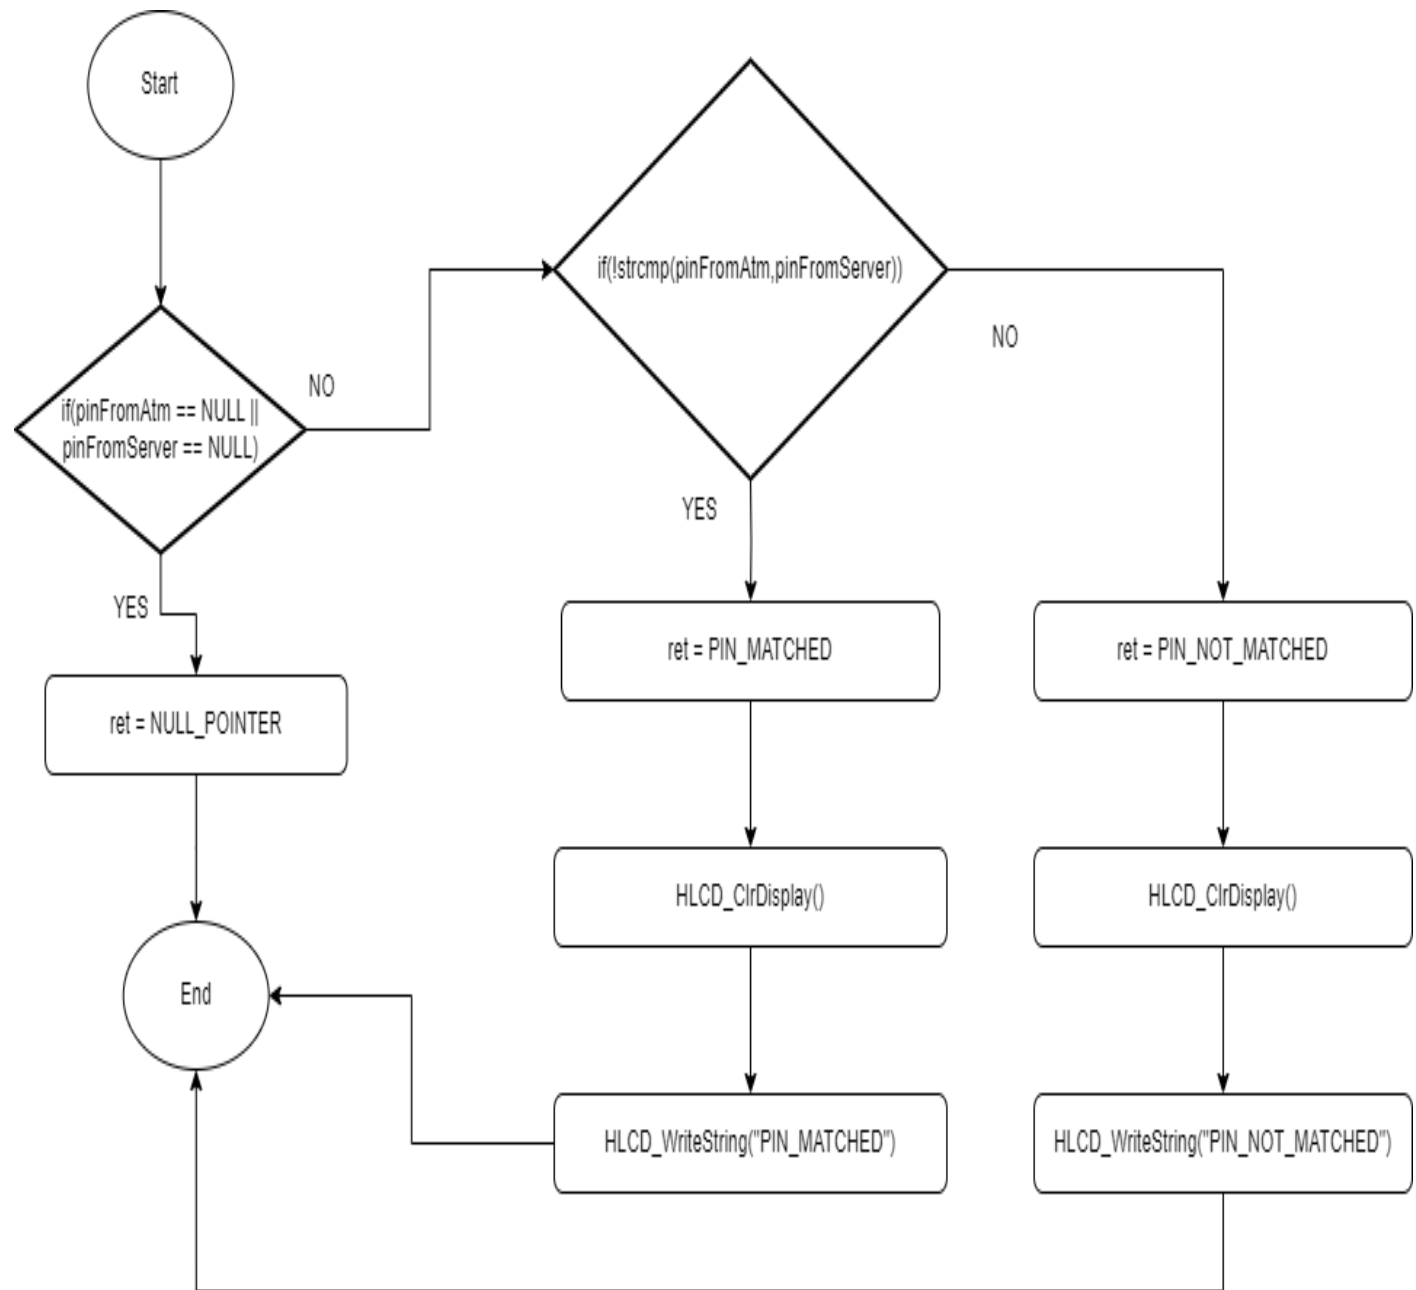 Start
if(pinFromAtm == NULL ||
pinFromServer == NULL)
NO
YES
ret = NULL_POINTER
End
if(!strcmp(pinFromAtm,pinFromServer))
NO
YES
ret = PIN_MATCHED
HLCD_ClrDisplay()
HLCD_WriteString("PIN_MATCHED")
ret = PIN_NOT_MATCHED
HLCD_ClrDisplay()
HLCD_WriteString("PIN_NOT_MATCHED")